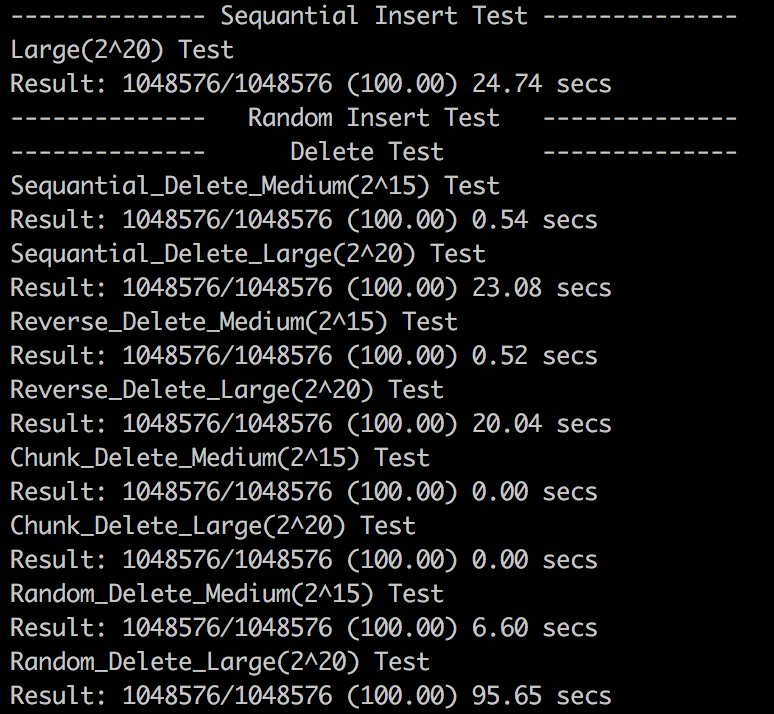 -------------- Sequantial Insert Test --------------
Large(2^20) Test
Result: 1048576/1048576 (100.00) 24.74 secs
--------------   Random Insert Test   --------------
--------------      Delete Test       --------------
Sequantial_Delete_Medium(2^15) Test
Result: 1048576/1048576 (100.00) 0.54 secs
Sequantial_Delete_Large(2^20) Test
Result: 1048576/1048576 (100.00) 23.08 secs
Reverse_Delete_Medium(2^15) Test
Result: 1048576/1048576 (100.00) 0.52 secs
Reverse_Delete_Large(2^20) Test
Result: 1048576/1048576 (100.00) 20.04 secs
Chunk_Delete_Medium(2^15) Test
Result: 1048576/1048576 (100.00) 0.00 secs
Chunk_Delete_Large(2^20) Test
Result: 1048576/1048576 (100.00) 0.00 secs
Random_Delete_Medium(2^15) Test
Result: 1048576/1048576 (100.00) 6.60 secs
Random_Delete_Large(2^20) Test
Result: 1048576/1048576 (100.00) 95.65 secs